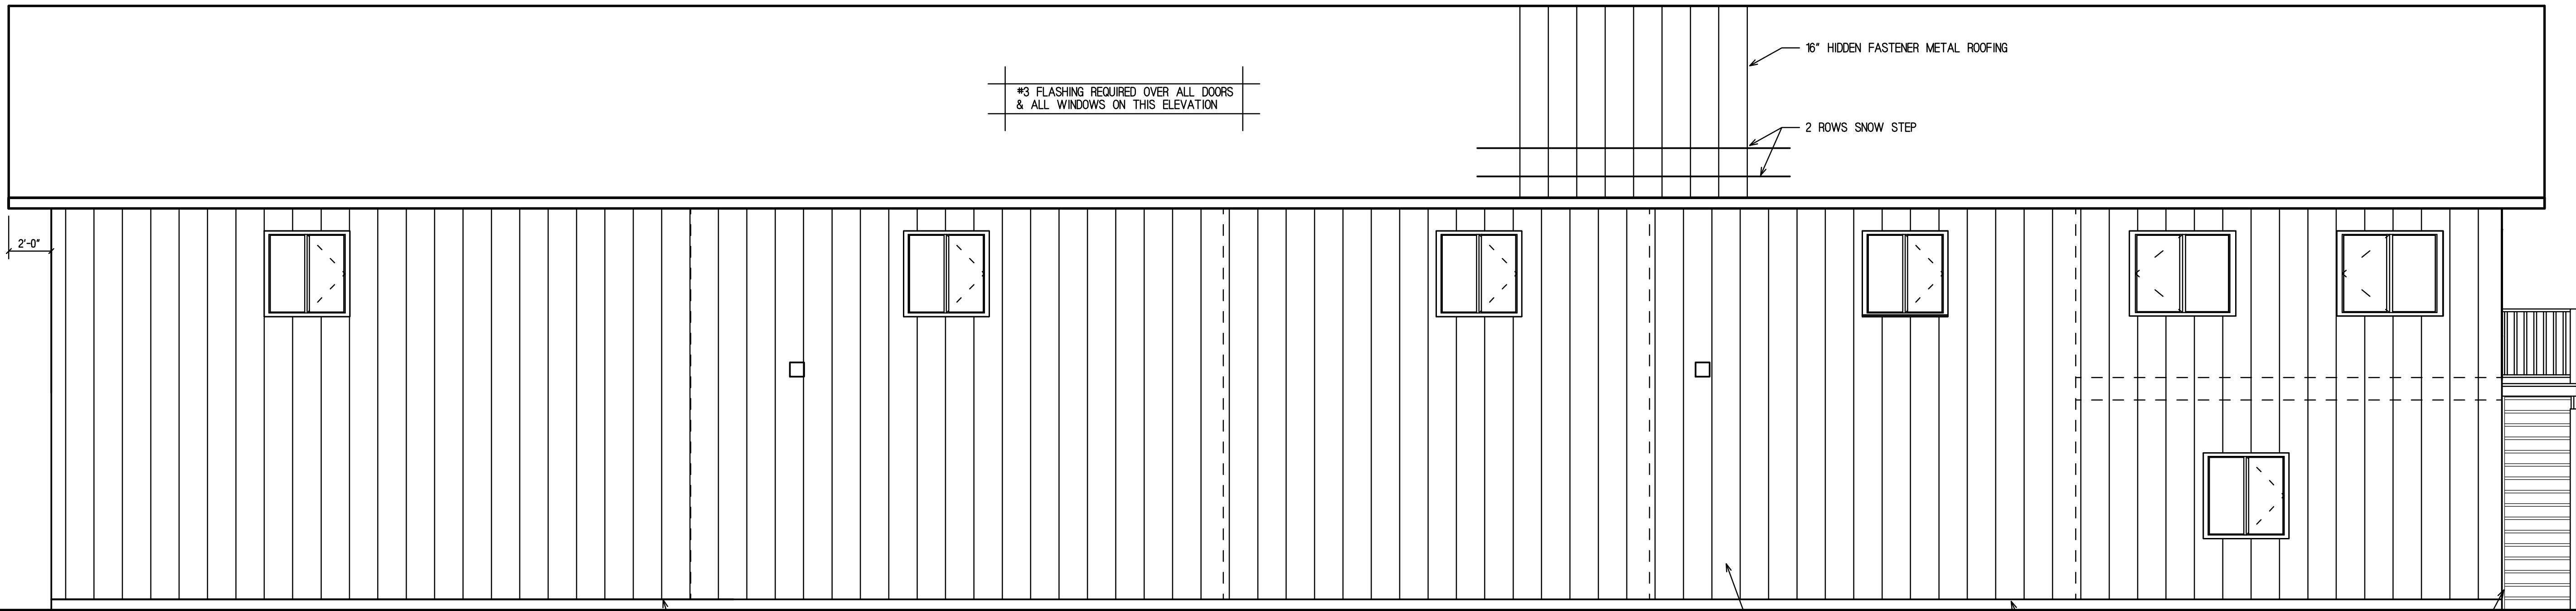 16" HIDDEN FASTENER METAL ROOFING
#3 FLASHING REQUIRED OVER ALL DOORS
& ALL WINDOWS ON THIS ELEVATION
2 ROWS SNOW STEP
2'-0"